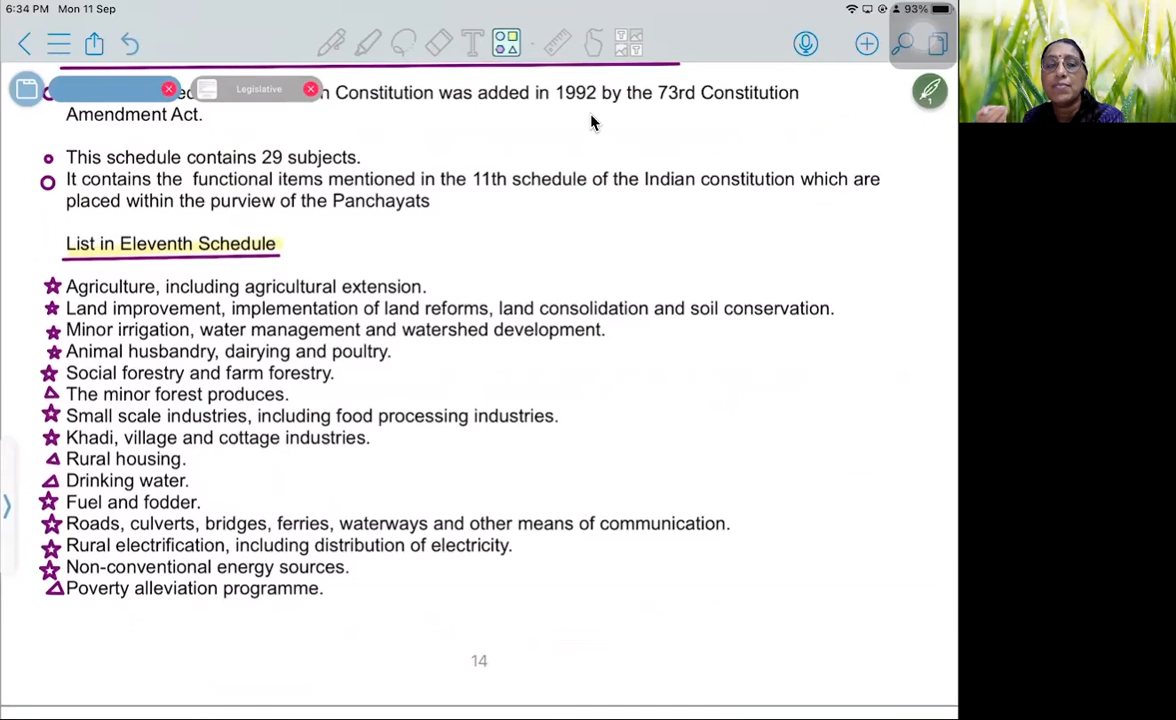 6:34 PM Mon 11 Sep
93%
Legislative
Constitution was added in 1992 by the 73rd Constitution
Amendment Act.
This schedule contains 29 subjects.
It contains the functional items mentioned in the 11th schedule of the Indian constitution which are
placed within the purview of the Panchayats
List in Eleventh Schedule
Agriculture, including agricultural extension.
Land improvement, implementation of land reforms, land consolidation and soil conservation.
Minor irrigation, water management and watershed development.
Animal husbandry, dairying and poultry.
Social forestry and farm forestry.
The minor forest produces.
Small scale industries, including food processing industries.
Khadi, village and cottage industries.
Rural housing.
Drinking water.
Fuel and fodder.
Roads, culverts, bridges, ferries, waterways and other means of communication.
Rural electrification, including distribution of electricity.
Non-conventional energy sources.
Poverty alleviation programme.
14